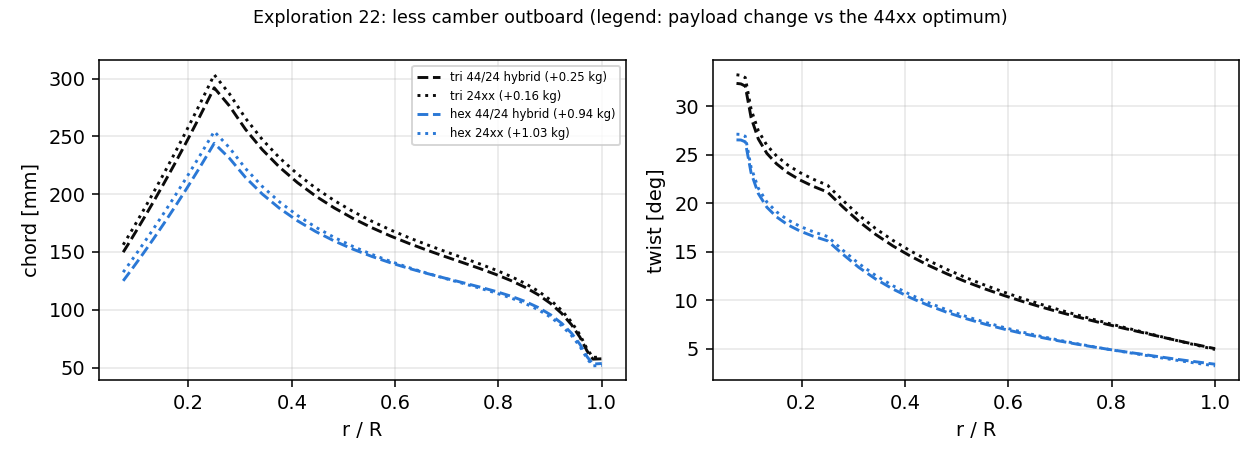 Exploration 22: less camber outboard (legend: payload change vs the 44xx optimum)
chord [mm]
300
250
200
150
100
50
0.2
0.4
0.6
0.8
1.0
r / R
tri 44/24 hybrid (+0.25 kg)
tri 24xx (+0.16 kg)
hex 44/24 hybrid (+0.94 kg)
hex 24xx (+1.03 kg)
twist [deg]
30
25
20
15
10
5
0.2
0.4
0.6
0.8
1.0
r / R